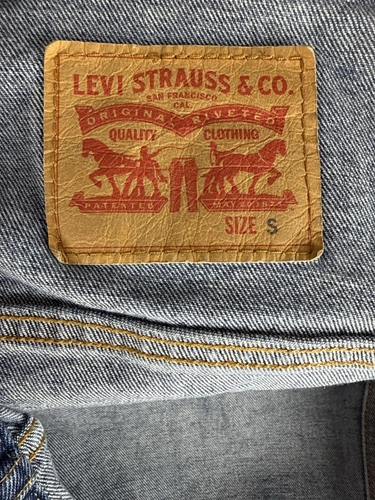 LEVI STRAUSS & CO.
SAN FRANCISCO
CAL.
ORIGINAL RIVETED
QUALITY CLOTHING
PATENTED MAY 20 1873
SIZE S